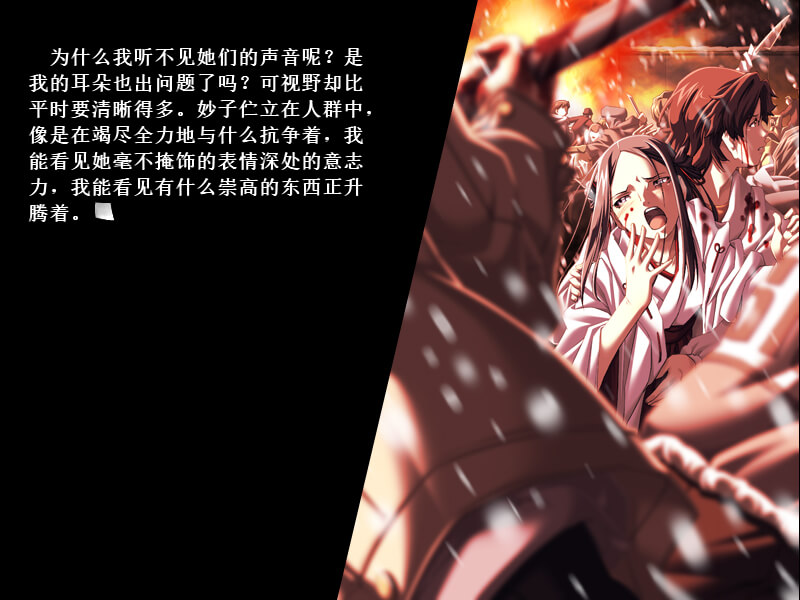 为什么我听不见她们的声音呢？是
我的耳朵也出问题了吗？可视野却比
平时要清晰得多。妙子伫立在人群中，
像是在竭尽全力地与什么抗争着，我
能看见她毫不掩饰的表情深处的意志
力，我能看见有什么崇高的东西正升
腾着。